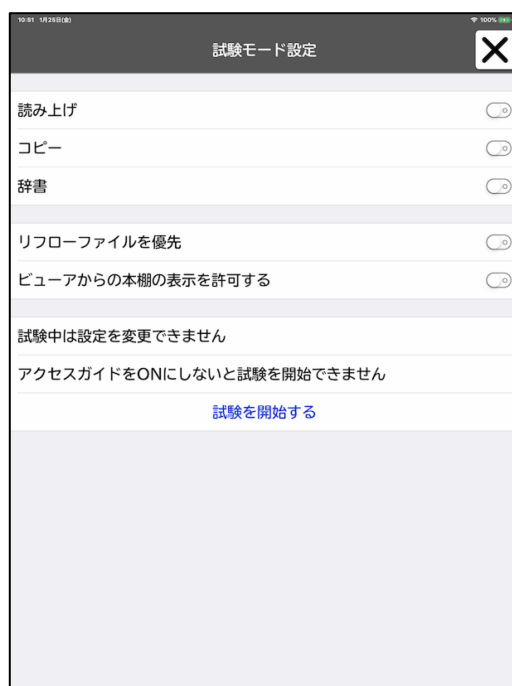 10:51 1月25日(金) 100%
試験モード設定
読み上げ
コピー
辞書
リフローファイルを優先
ビューアからの本棚の表示を許可する
試験中は設定を変更できません
アクセスガイドをONにしないと試験を開始できません
試験を開始する